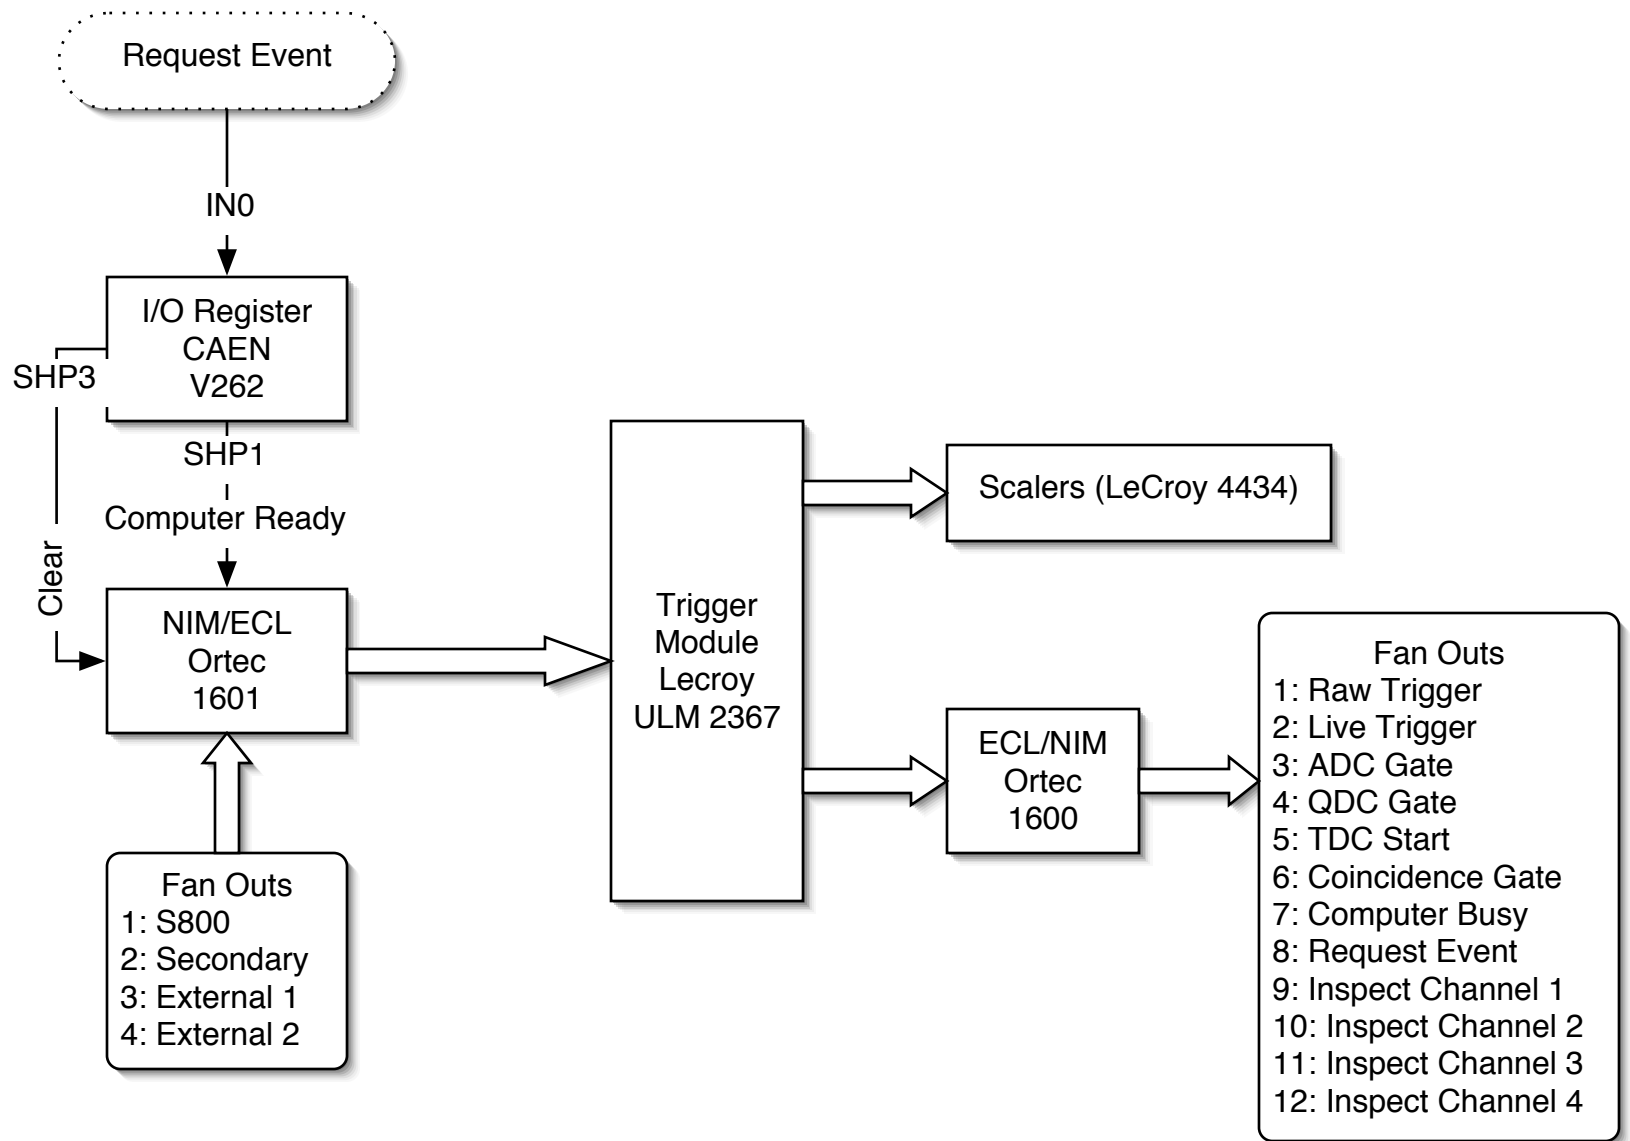 Request Event
IN0
I/O Register
CAEN
V262
SHP3
SHP1
Computer Ready
Clear
NIM/ECL
Ortec
1601
Fan Outs
1: S800
2: Secondary
3: External 1
4: External 2
Trigger
Module
Lecroy
ULM 2367
Scalers (LeCroy 4434)
ECL/NIM
Ortec
1600
Fan Outs
1: Raw Trigger
2: Live Trigger
3: ADC Gate
4: QDC Gate
5: TDC Start
6: Coincidence Gate
7: Computer Busy
8: Request Event
9: Inspect Channel 1
10: Inspect Channel 2
11: Inspect Channel 3
12: Inspect Channel 4